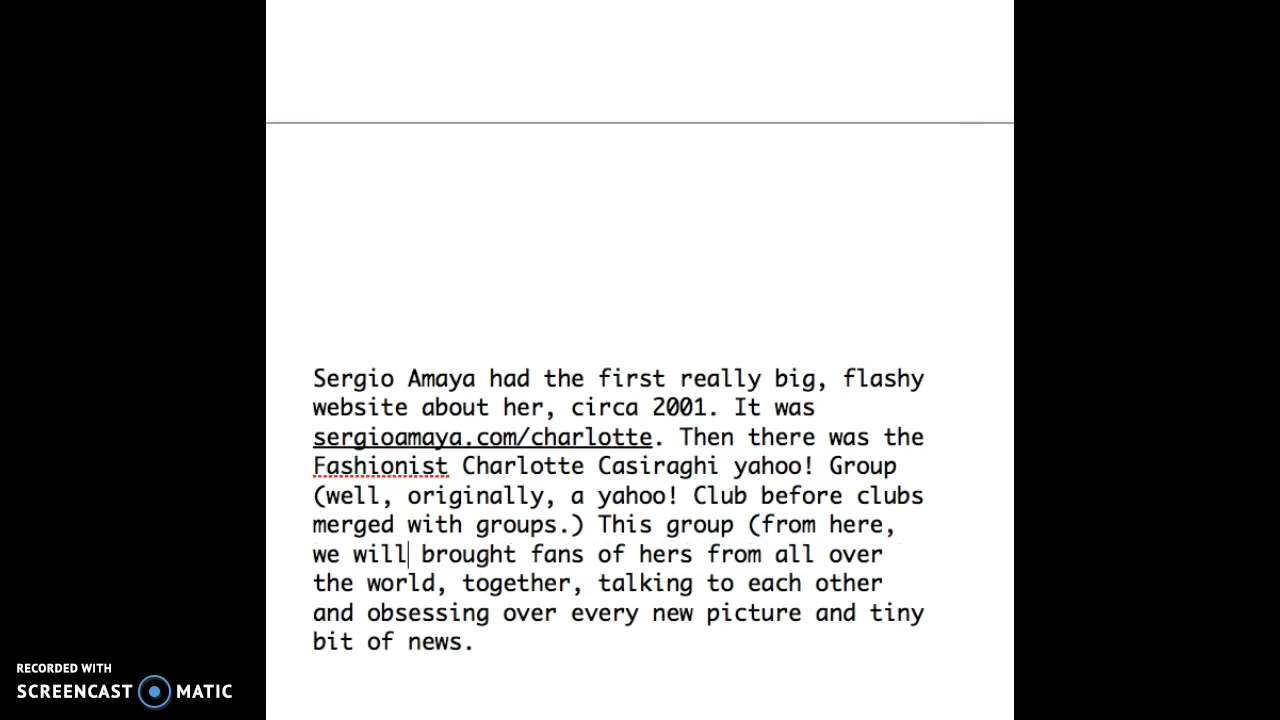 Sergio Amaya had the first really big, flashy
website about her, circa 2001. It was
sergioamaya.com/charlotte. Then there was the
Fashionist Charlotte Casiraghi yahoo! Group
(well, originally, a yahoo! Club before clubs
merged with groups.) This group (from here,
we will brought fans of hers from all over
the world, together, talking to each other
and obsessing over every new picture and tiny
bit of news.
RECORDED WITH
SCREENCAST MATIC